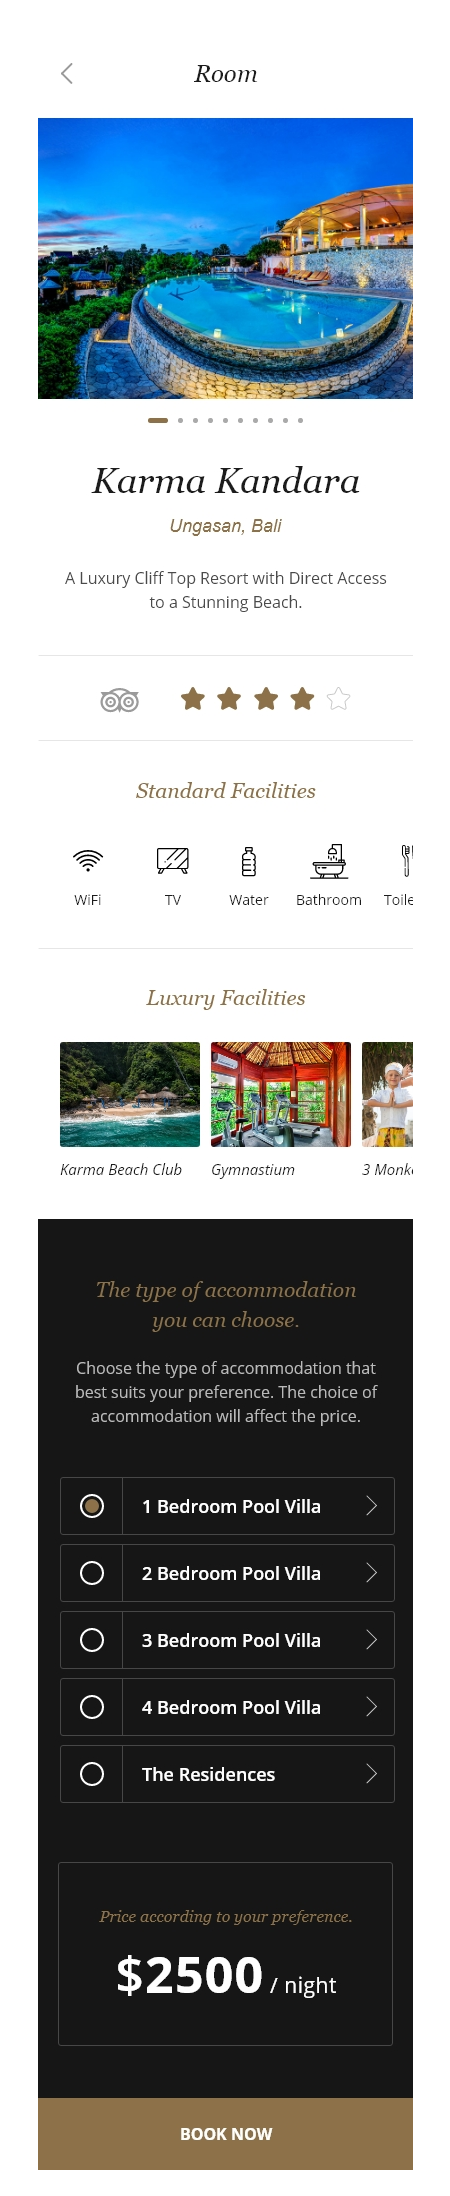 Room
Karma Kandara
Ungasan, Bali
A Luxury Cliff Top Resort with Direct Access
to a Stunning Beach.
Standard Facilities
WiFi TV Water Bathroom
Luxury Facilities
Karma Beach Club Gymnastium 3
The type of accommodation
you can choose.
Choose the type of accommodation that
best suits your preference. The choice of
accommodation will affect the price.
1 Bedroom Pool Villa
2 Bedroom Pool Villa
3 Bedroom Pool Villa
4 Bedroom Pool Villa
The Residences
Price according to your preference.
$2500 / night
BOOK NOW